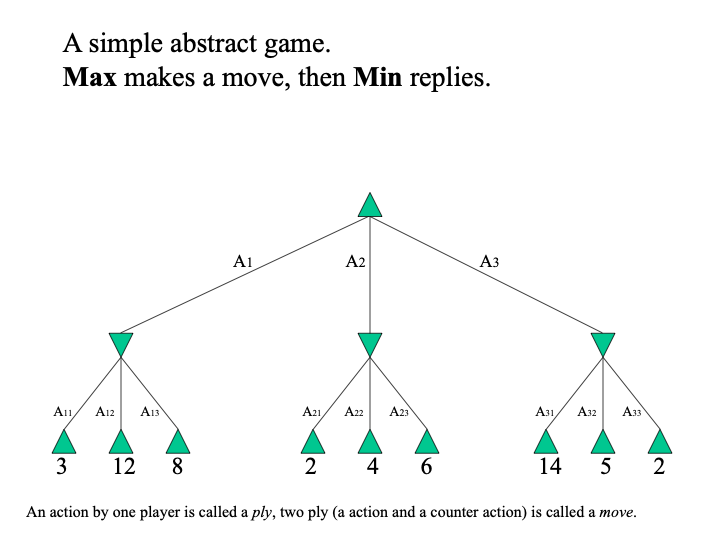 A simple abstract game.
Max makes a move, then Min replies.
A1 A2 A3
A11 A12 A13 A21 A22 A23 A31 A32 A33
3 12 8 2 4 6 14 5 2
An action by one player is called a ply, two ply (a action and a counter action) is called a move.